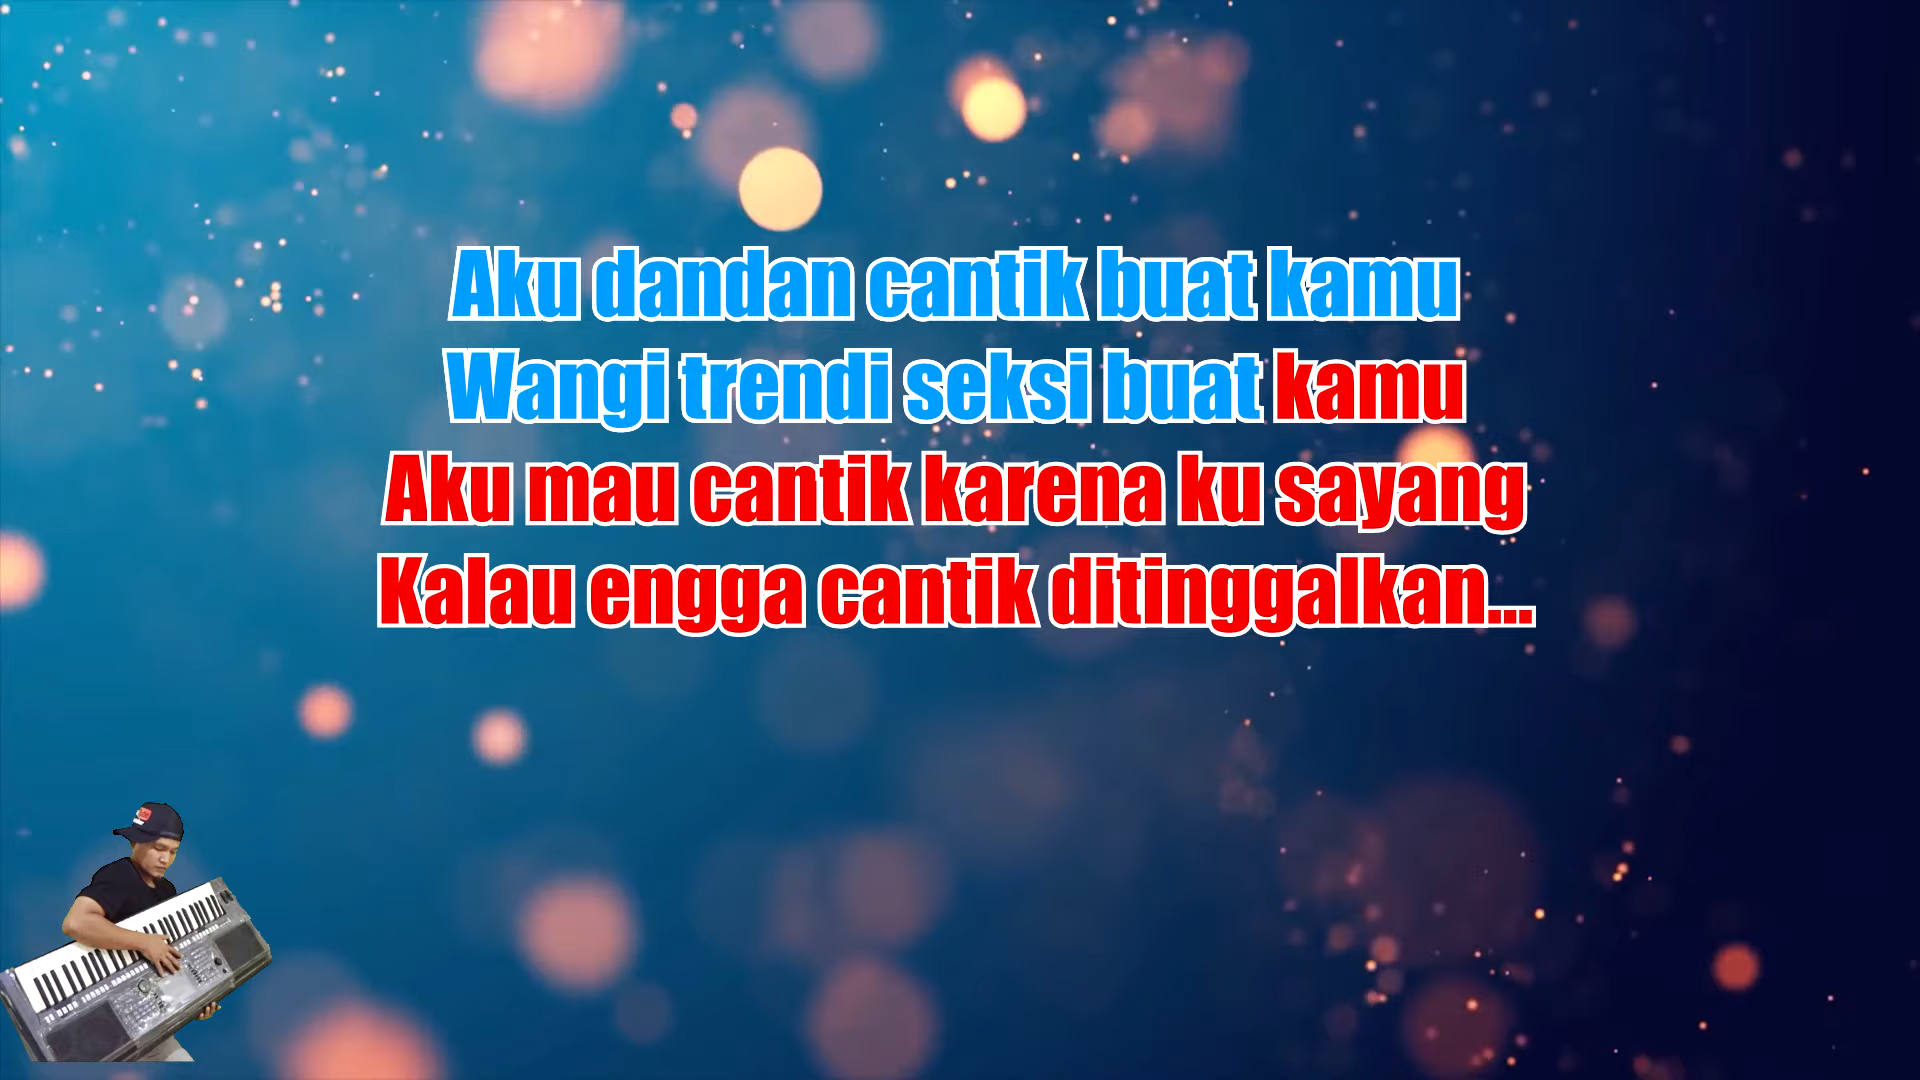 Aku dandan cantik buat kamu
Wangi trendi seksi buat kamu
Aku mau cantik karena ku sayang
Kalau engga cantik ditinggalkan...